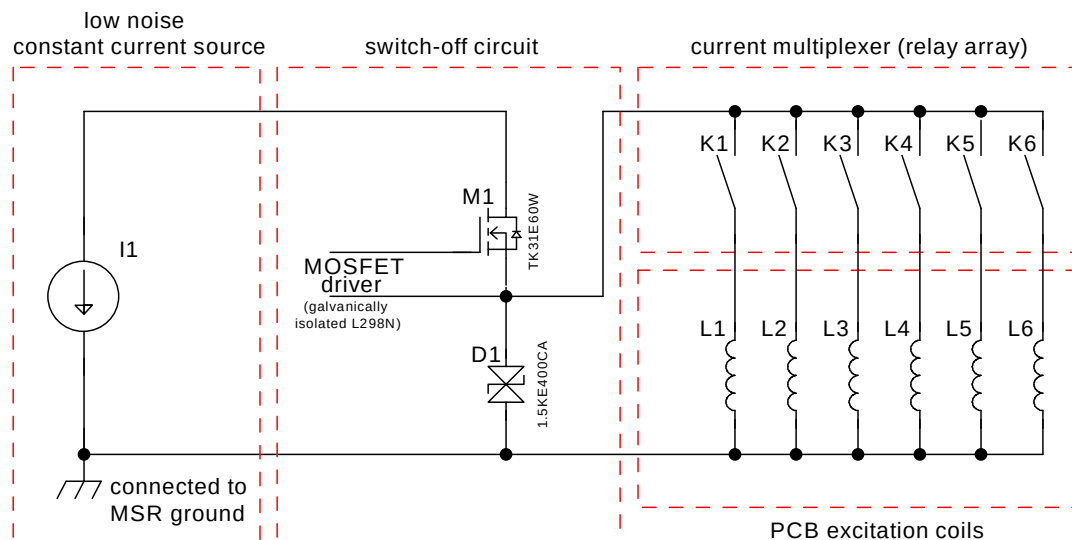 low noise
constant current source
switch-off circuit
current multiplexer (relay array)
K1
K2
K3
K4
K5
K6
M1
TK31E60W
I1
MOSFET
driver
(galvanically
isolated L298N)
D1
1.5KE400CA
L1
L2
L3
L4
L5
L6
connected to
MSR ground
PCB excitation coils